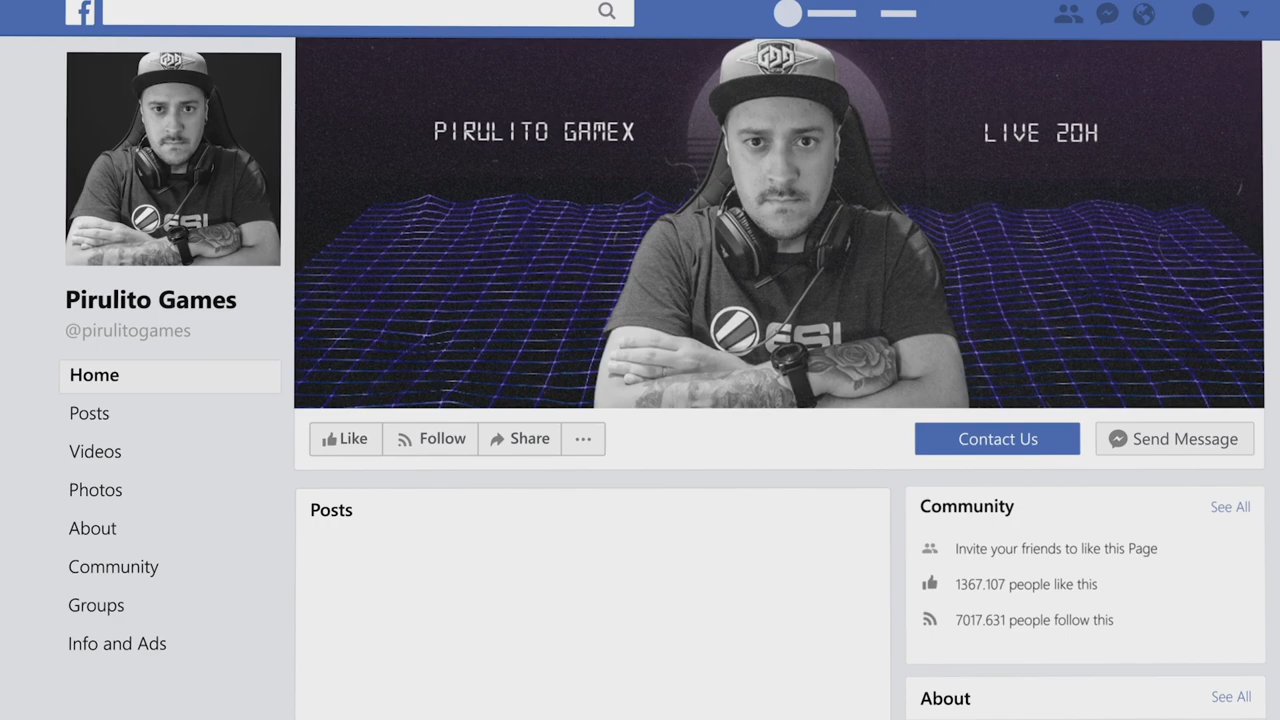 f
PIRULITO GAMEX
LIVE 20H
ESL
ESL
Pirulito Games
@pirulitogames
Home
Posts
Videos
Photos
About
Community
Groups
Info and Ads
Like
Follow
Share
...
Contact Us
Send Message
Posts
Community
See All
Invite your friends to like this Page
1367.107 people like this
7017.631 people follow this
About
See All